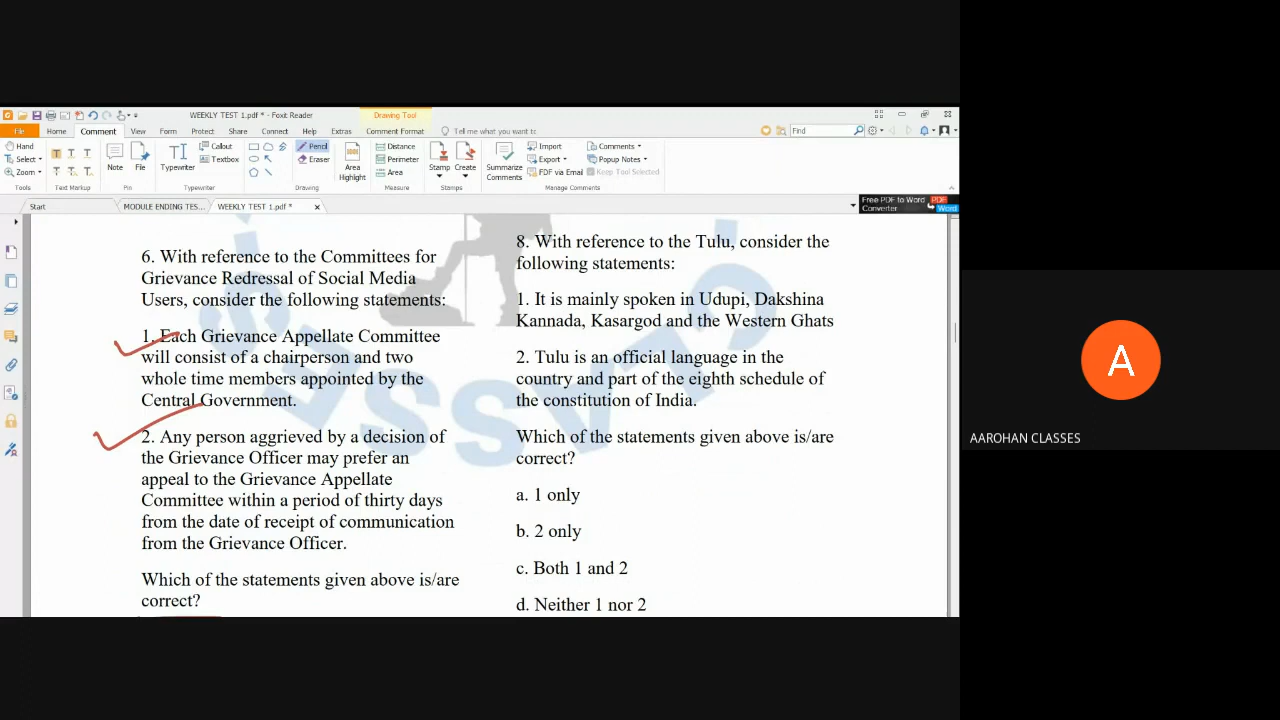 WEEKLY TEST 1.pdf * - Foxit Reader
Drawing Tool
File
Home
Comment
View
Form
Protect
Share
Connect
Help
Extras
Comment Format
Tell me what you want tc
Find
Hand
Select
Zoom
Tools
Text Markup
Note
File
Pin
Typewriter
Callout
Textbox
Typewriter
Pencil
Eraser
Drawing
Area
Highlight
Distance
Perimeter
Area
Measure
Stamp
Create
Stamps
Summarize
Comments
Import
Export
FDF via Email
Comments
Popup Notes
Keep Tool Selected
Manage Comments
Start
MODULE ENDING TES...
WEEKLY TEST 1.pdf *
Free PDF to Word
Converter
PDF
Word
6. With reference to the Committees for
Grievance Redressal of Social Media
Users, consider the following statements:
1. Each Grievance Appellate Committee
will consist of a chairperson and two
whole time members appointed by the
Central Government.
2. Any person aggrieved by a decision of
the Grievance Officer may prefer an
appeal to the Grievance Appellate
Committee within a period of thirty days
from the date of receipt of communication
from the Grievance Officer.
Which of the statements given above is/are
correct?
8. With reference to the Tulu, consider the
following statements:
1. It is mainly spoken in Udupi, Dakshina
Kannada, Kasargod and the Western Ghats
2. Tulu is an official language in the
country and part of the eighth schedule of
the constitution of India.
Which of the statements given above is/are
correct?
a. 1 only
b. 2 only
c. Both 1 and 2
d. Neither 1 nor 2
A
AAROHAN CLASSES